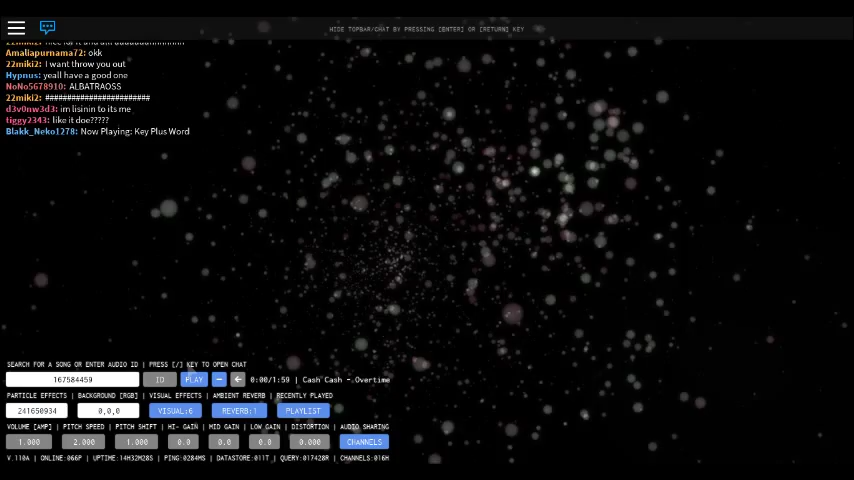 HIDE TOPBAR/CHAT BY PRESSING [ENTER] OR [RETURN] KEY
Amaliapurnama72: okk
22miki2: I want throw you out
Hypnus: yeall have a good one
NoNo5678910: ALBATRAOSS
22miki2: ########################
d3v0nw3d3: im lisinin to its me
tiggy2343: like it doe?????
Blakk_Neko1278: Now Playing: Key Plus Word
SEARCH FOR A SONG OR ENTER AUDIO ID | PRESS [/] KEY TO OPEN CHAT
167584459 ID PLAY — ← 0:00/1:59 | Cash Cash - Overtime
PARTICLE EFFECTS | BACKGROUND [RGB] | VISUAL EFFECTS | AMBIENT REVERB | RECENTLY PLAYED
241650934 0,0,0 VISUAL:6 REVERB:1 PLAYLIST
VOLUME [AMP] | PITCH SPEED | PITCH SHIFT | HI- GAIN | MID GAIN | LOW GAIN | DISTORTION | AUDIO SHARING
1.000 2.000 1.000 0.0 0.0 0.0 0.000 CHANNELS
V.110A | ONLINE:066P | UPTIME:14H32M28S | PING:0284MS | DATASTORE:011T | QUERY:017428R | CHANNELS:016H